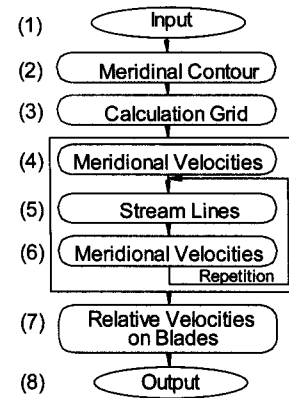 (1) Input
(2) Meridinal Contour
(3) Calculation Grid
(4) Meridional Velocities
(5) Stream Lines
(6) Meridional Velocities
Repetition
(7) Relative Velocities
on Blades
(8) Output